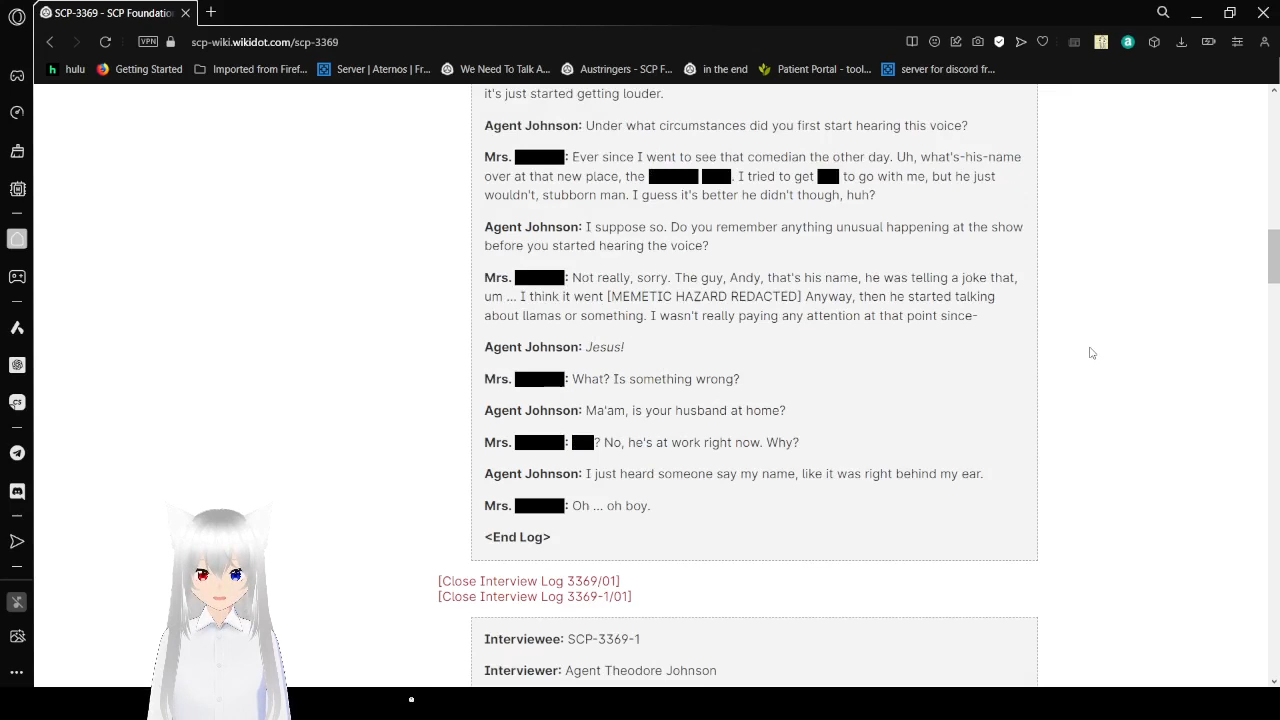 SCP-3369 - SCP Foundatio
VPN
scp-wiki.wikidot.com/scp-3369
hulu
Getting Started
Imported from Firef...
Server | Aternos | Fr...
We Need To Talk A...
Austringers - SCP F...
in the end
Patient Portal - tool...
server for discord fr...
it's just started getting louder.
Agent Johnson: Under what circumstances did you first start hearing this voice?
Mrs. : Ever since I went to see that comedian the other day. Uh, what's-his-name
over at that new place, the . I tried to get to go with me, but he just
wouldn't, stubborn man. I guess it's better he didn't though, huh?
Agent Johnson: I suppose so. Do you remember anything unusual happening at the show
before you started hearing the voice?
Mrs. : Not really, sorry. The guy, Andy, that's his name, he was telling a joke that,
um ... I think it went [MEMETIC HAZARD REDACTED] Anyway, then he started talking
about llamas or something. I wasn't really paying any attention at that point since-
Agent Johnson: Jesus!
Mrs. : What? Is something wrong?
Agent Johnson: Ma'am, is your husband at home?
Mrs. : ? No, he's at work right now. Why?
Agent Johnson: I just heard someone say my name, like it was right behind my ear.
Mrs. : Oh ... oh boy.
<End Log>
[Close Interview Log 3369/01]
[Close Interview Log 3369-1/01]
Interviewee: SCP-3369-1
Interviewer: Agent Theodore Johnson